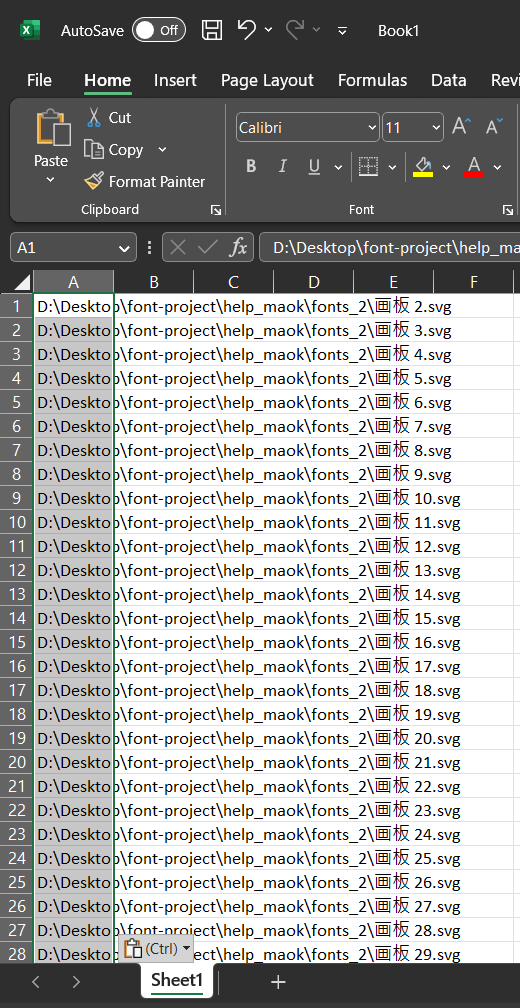 AutoSave Off Book1
File Home Insert Page Layout Formulas Data Revi
Paste
Cut
Copy
Format Painter
Clipboard
Calibri 11 A A
B I U A
Font
A1 fx D:\Desktop\font-project\help_ma
A B C D E F
1 D:\Desktop\font-project\help_maok\fonts_2\画板 2.svg
2 D:\Desktop\font-project\help_maok\fonts_2\画板 3.svg
3 D:\Desktop\font-project\help_maok\fonts_2\画板 4.svg
4 D:\Desktop\font-project\help_maok\fonts_2\画板 5.svg
5 D:\Desktop\font-project\help_maok\fonts_2\画板 6.svg
6 D:\Desktop\font-project\help_maok\fonts_2\画板 7.svg
7 D:\Desktop\font-project\help_maok\fonts_2\画板 8.svg
8 D:\Desktop\font-project\help_maok\fonts_2\画板 9.svg
9 D:\Desktop\font-project\help_maok\fonts_2\画板 10.svg
10 D:\Desktop\font-project\help_maok\fonts_2\画板 11.svg
11 D:\Desktop\font-project\help_maok\fonts_2\画板 12.svg
12 D:\Desktop\font-project\help_maok\fonts_2\画板 13.svg
13 D:\Desktop\font-project\help_maok\fonts_2\画板 14.svg
14 D:\Desktop\font-project\help_maok\fonts_2\画板 15.svg
15 D:\Desktop\font-project\help_maok\fonts_2\画板 16.svg
16 D:\Desktop\font-project\help_maok\fonts_2\画板 17.svg
17 D:\Desktop\font-project\help_maok\fonts_2\画板 18.svg
18 D:\Desktop\font-project\help_maok\fonts_2\画板 19.svg
19 D:\Desktop\font-project\help_maok\fonts_2\画板 20.svg
20 D:\Desktop\font-project\help_maok\fonts_2\画板 21.svg
21 D:\Desktop\font-project\help_maok\fonts_2\画板 22.svg
22 D:\Desktop\font-project\help_maok\fonts_2\画板 23.svg
23 D:\Desktop\font-project\help_maok\fonts_2\画板 24.svg
24 D:\Desktop\font-project\help_maok\fonts_2\画板 25.svg
25 D:\Desktop\font-project\help_maok\fonts_2\画板 26.svg
26 D:\Desktop\font-project\help_maok\fonts_2\画板 27.svg
27 D:\Desktop\font-project\help_maok\fonts_2\画板 28.svg
28 D:\Desktop\font-project\help_maok\fonts_2\画板 29.svg
(Ctrl)
Sheet1